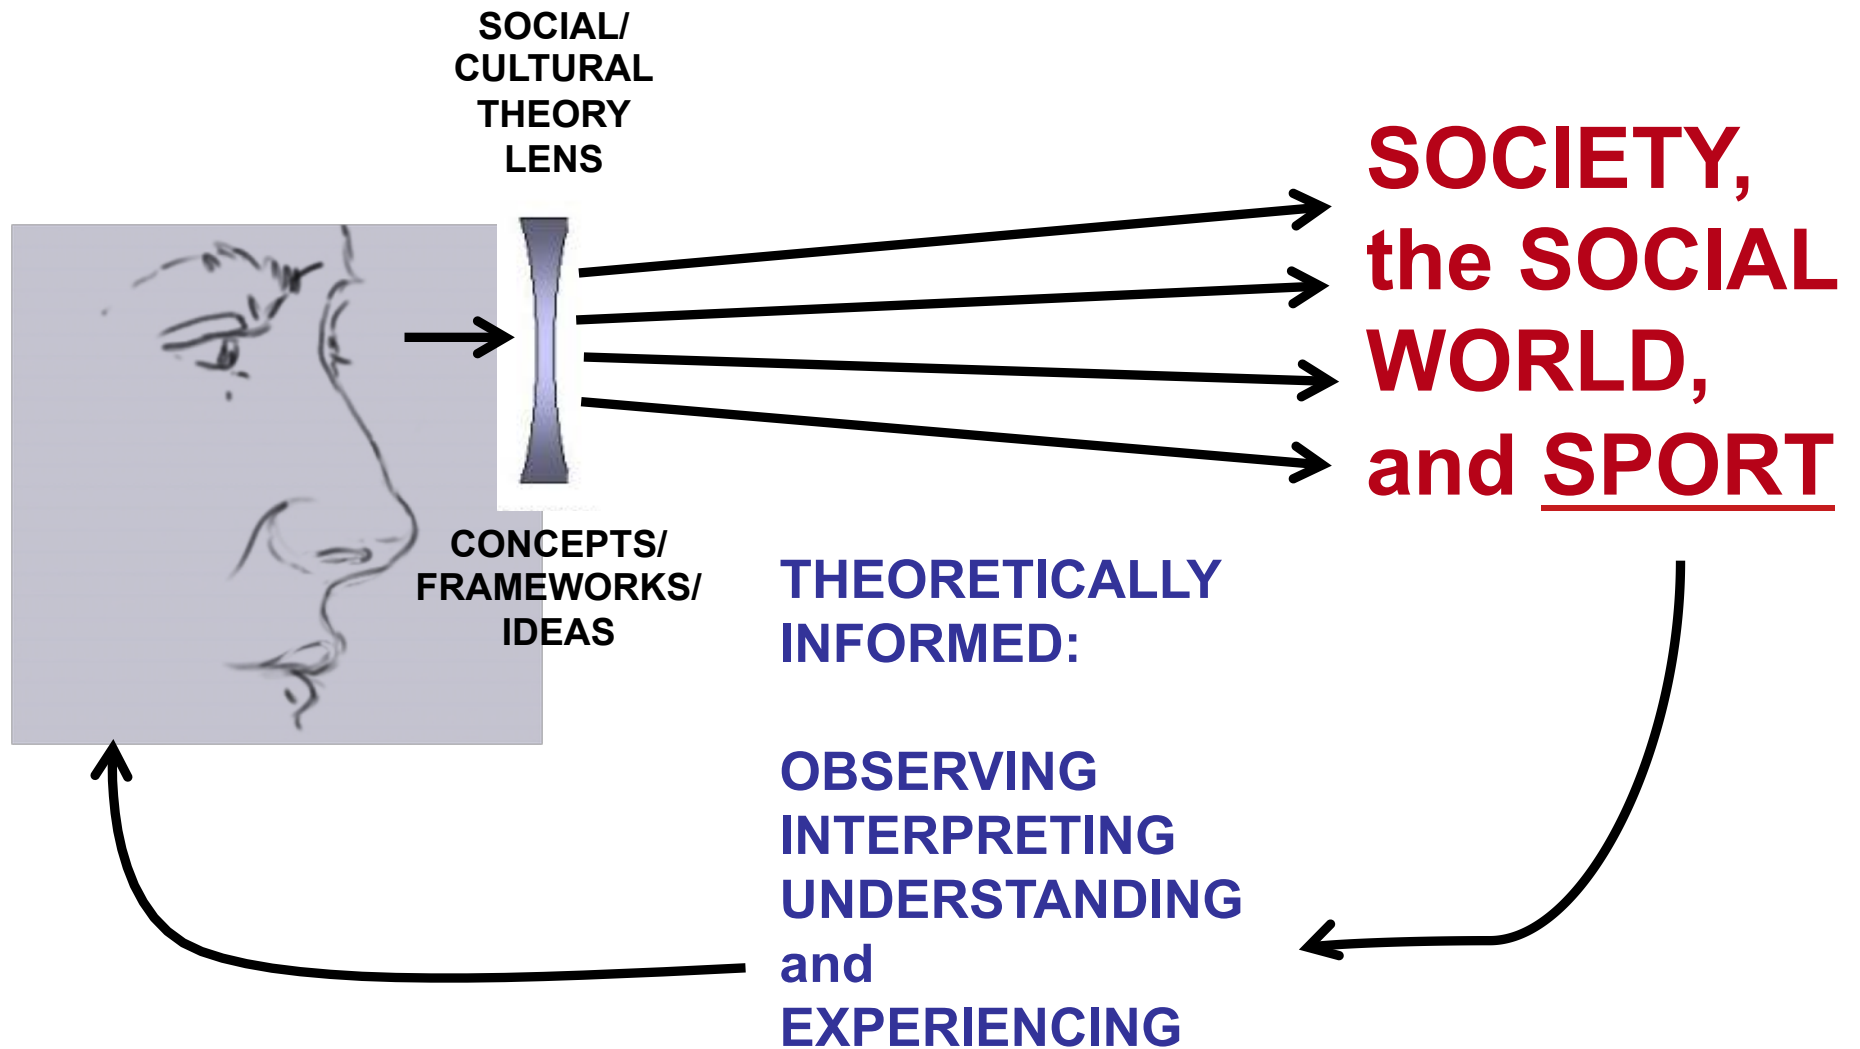 SOCIAL/
CULTURAL
THEORY
LENS
SOCIETY,
the SOCIAL
WORLD,
and SPORT
CONCEPTS/
FRAMEWORKS/
IDEAS
THEORETICALLY
INFORMED:
OBSERVING
INTERPRETING
UNDERSTANDING
and
EXPERIENCING